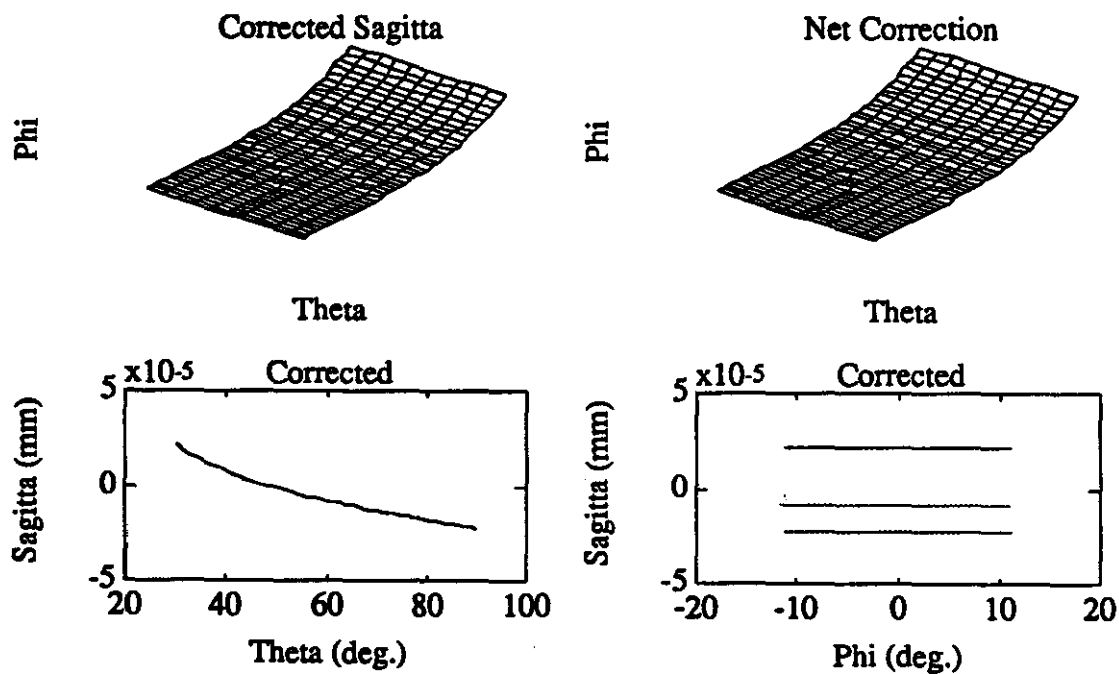 Corrected Sagitta
Phi
Theta
Net Correction
Phi
Theta
x10-5
Corrected
Sagitta (mm)
5
0
-5
20 40 60 80 100
Theta (deg.)
x10-5
Corrected
Sagitta (mm)
5
0
-5
-20 -10 0 10 20
Phi (deg.)